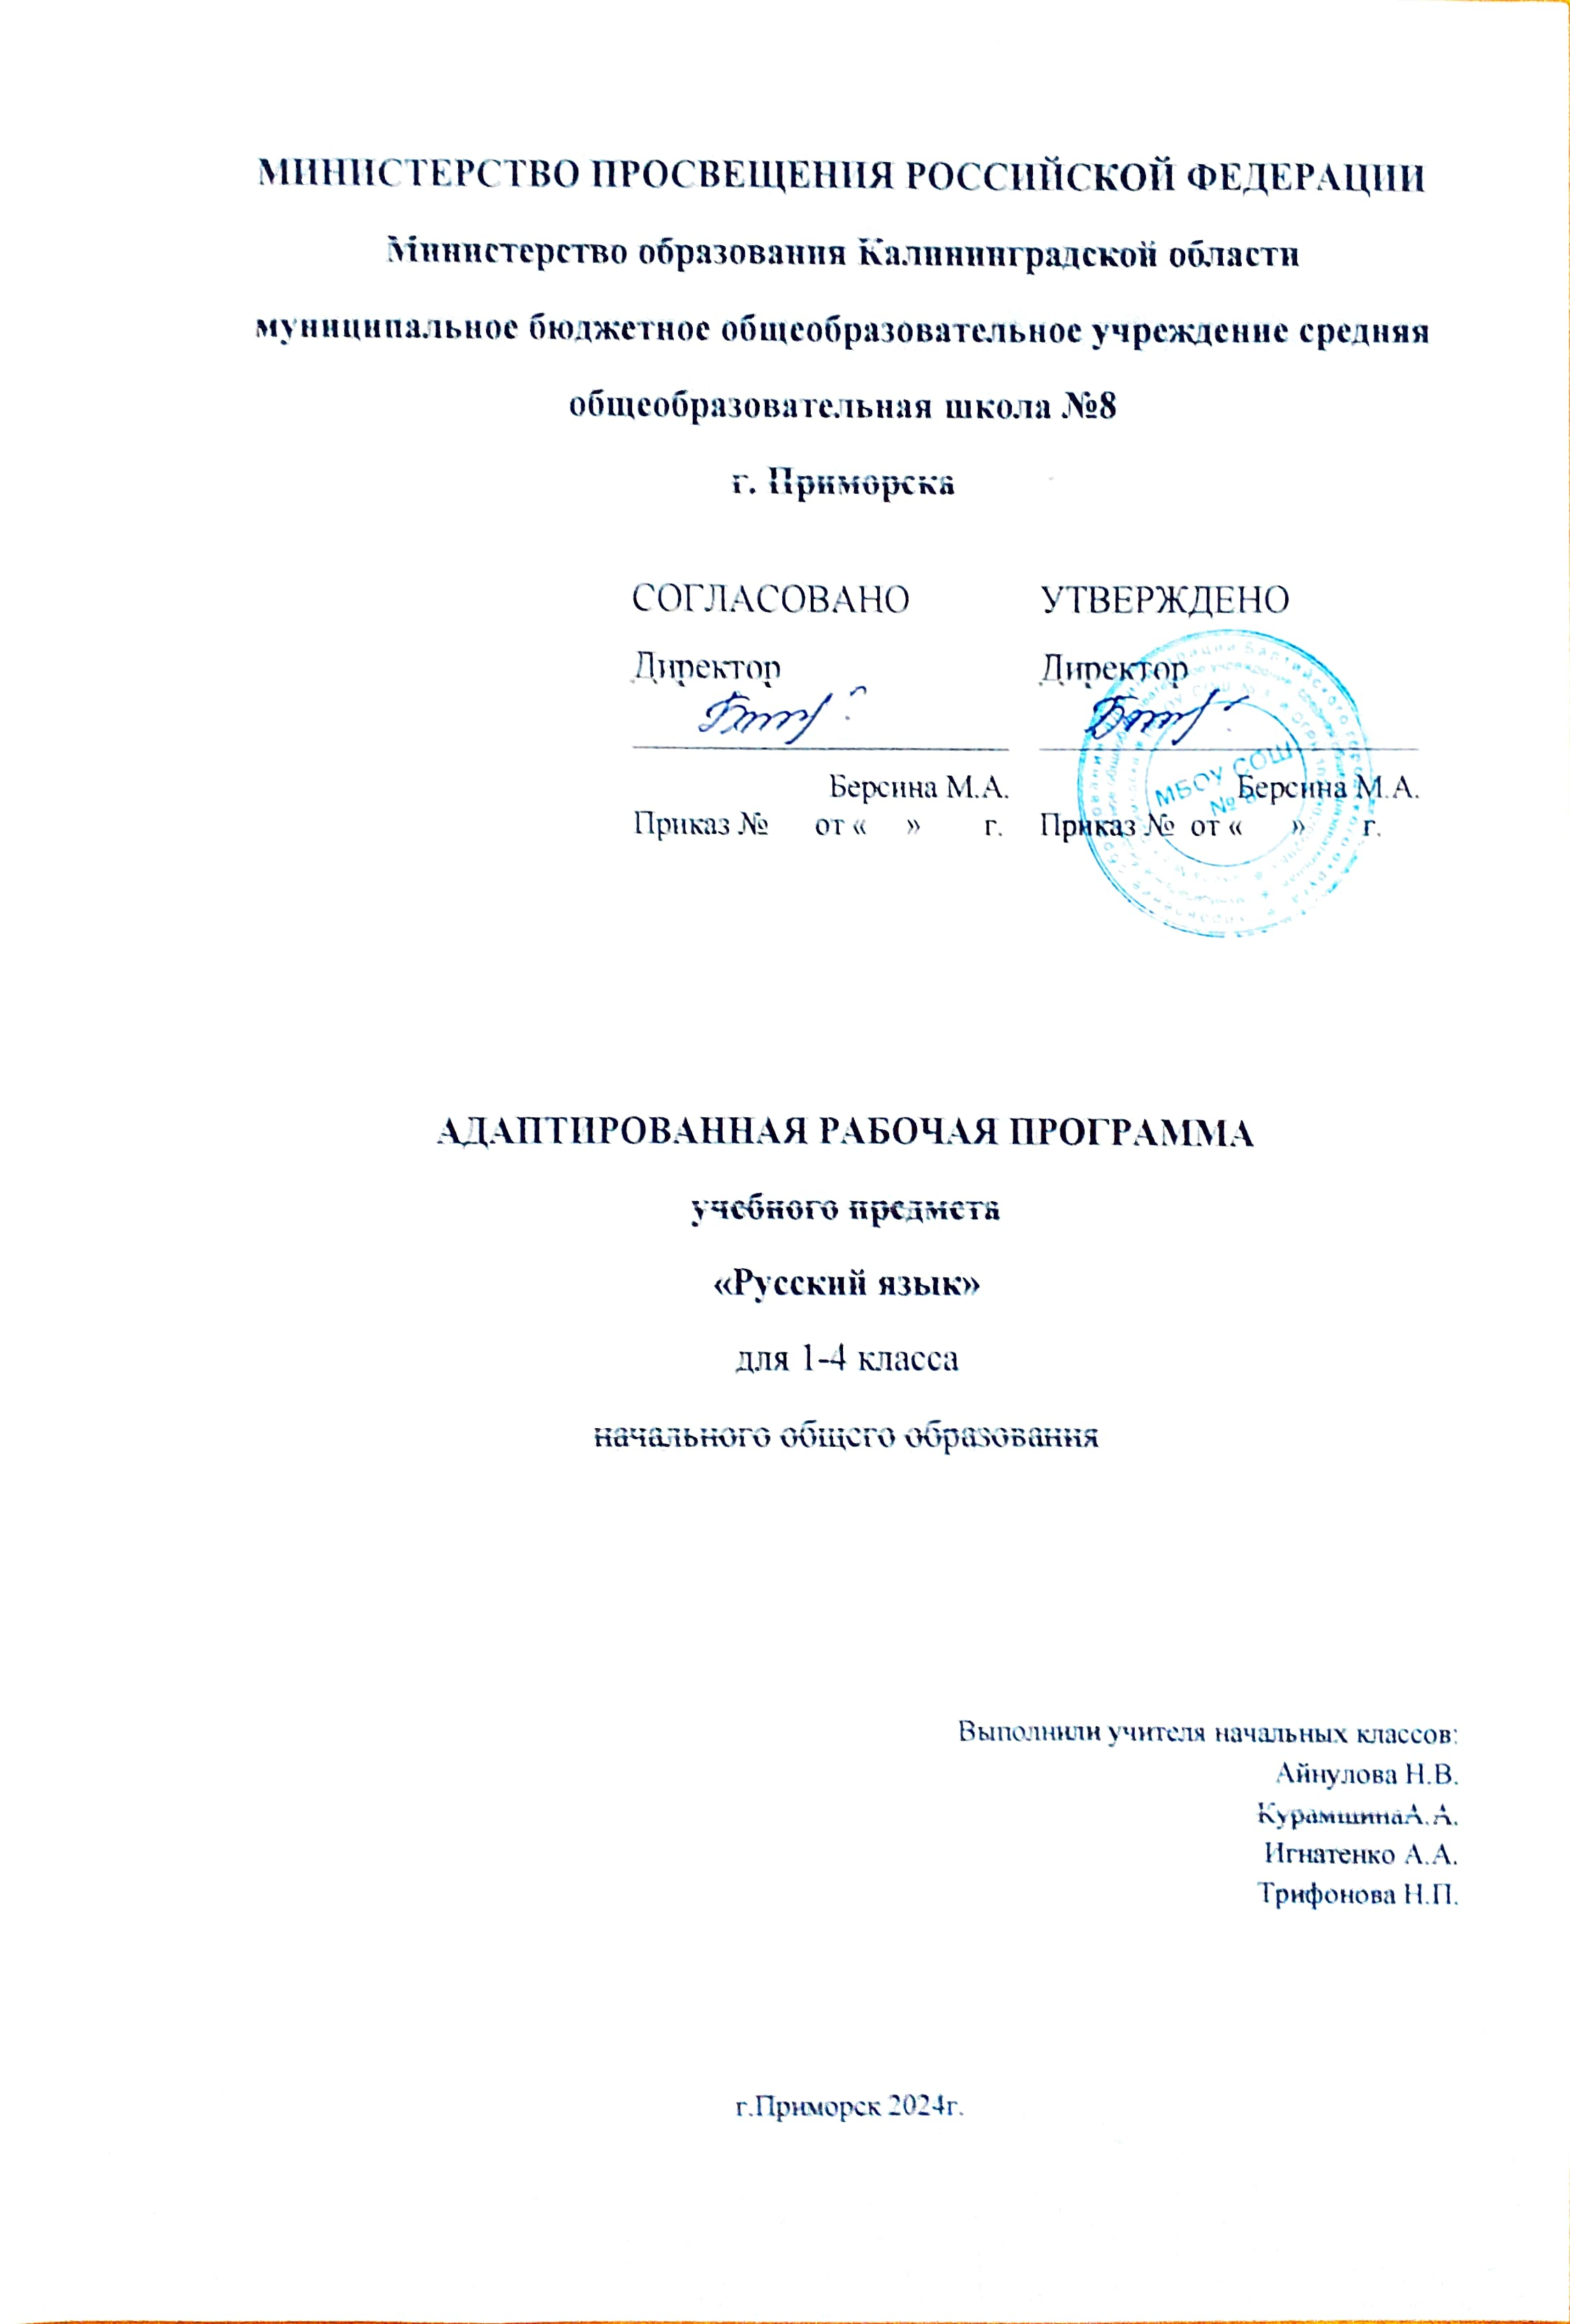 МИНИСТЕРСТВО ПРОСВЕЩЕНИЯ РОССИЙСКОЙ ФЕДЕРАЦИИ
Министерство образования Калининградской области
муниципальное бюджетное общеобразовательное учреждение средняя
общеобразовательная школа №8
г. Приморска
СОГЛАСОВАНО
Директор
Берсина М.А.
Приказ № от « » г.
УТВЕРЖДЕНО
Директор
Берсина М.А.
Приказ № от « » г.
МБОУ СОШ
АДАПТИРОВАННАЯ РАБОЧАЯ ПРОГРАММА
учебного предмета
«Русский язык»
для 1-4 класса
начального общего образования
Выполнили учителя начальных классов:
Айнулова Н.В.
КурамшинаА.А.
Игнатенко А.А.
Трифонова Н.П.
г.Приморск 2024г.